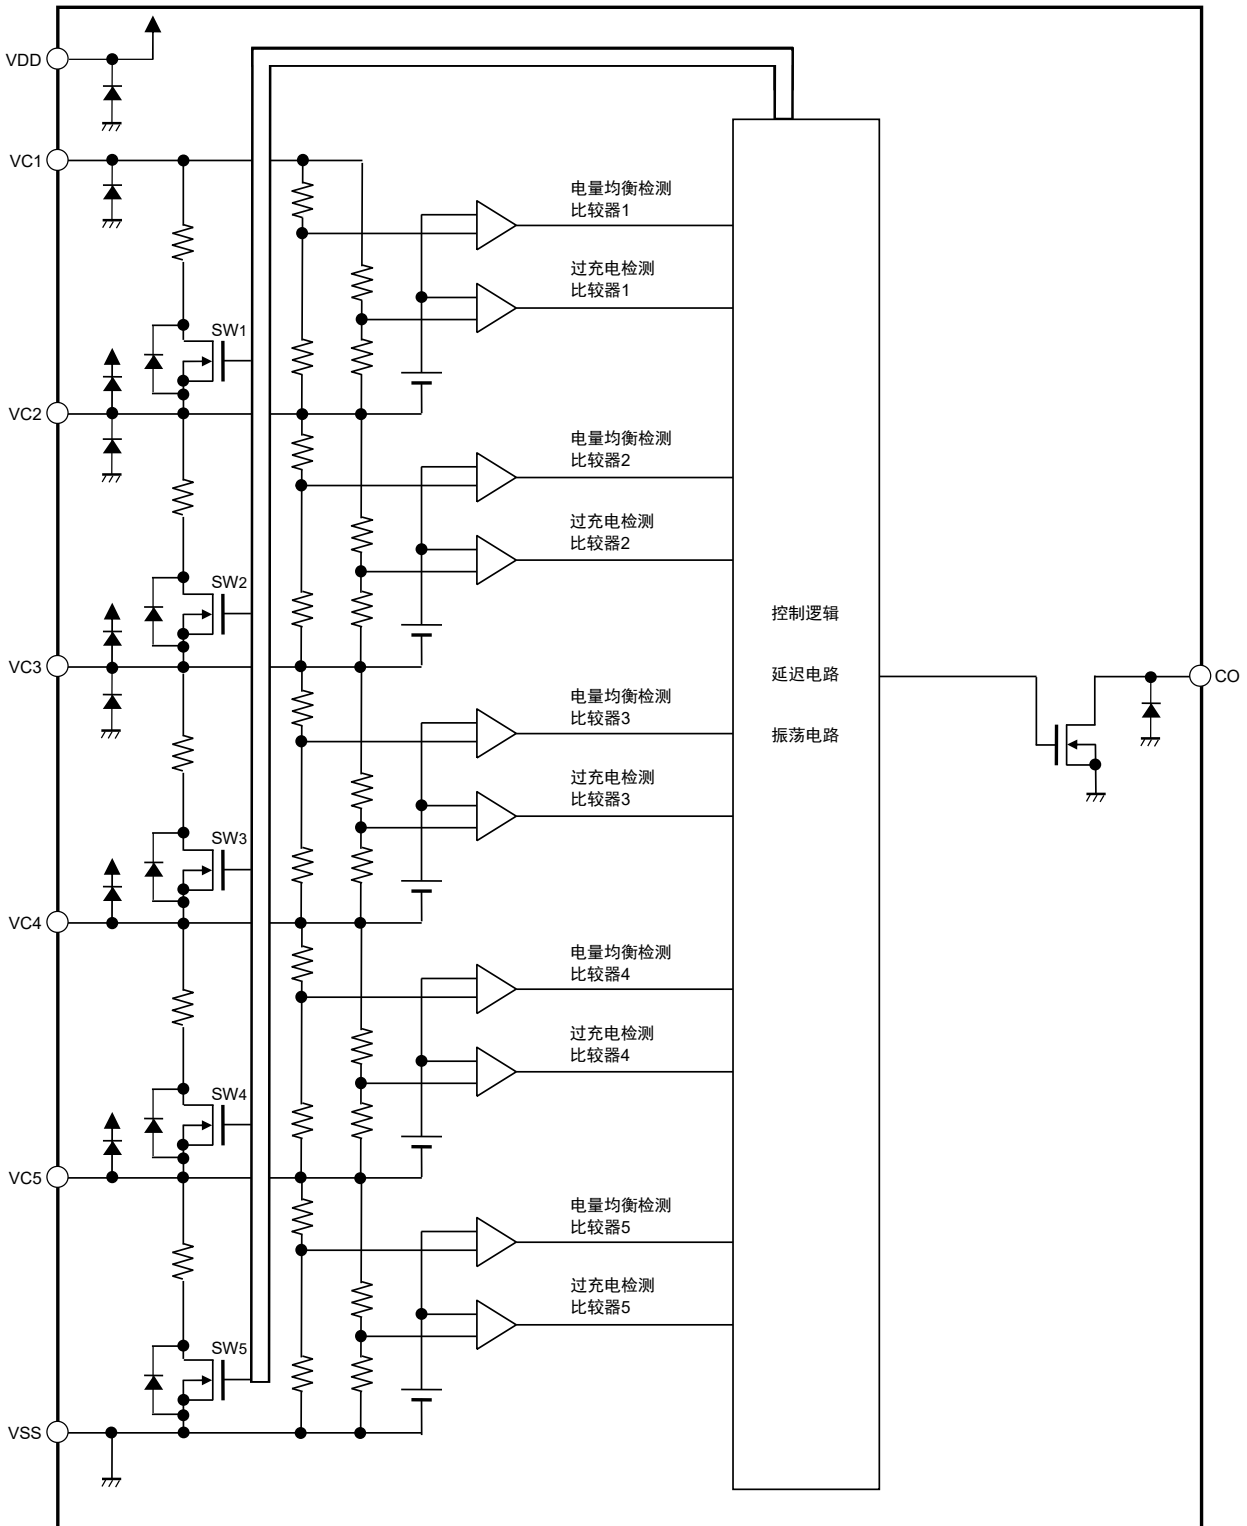 VDD
VC1
电量均衡检测
比较器1
过充电检测
比较器1
SW1
VC2
电量均衡检测
比较器2
过充电检测
比较器2
SW2
控制逻辑
VC3
延迟电路
CO
电量均衡检测
比较器3
振荡电路
过充电检测
比较器3
SW3
VC4
电量均衡检测
比较器4
过充电检测
比较器4
SW4
VC5
电量均衡检测
比较器5
过充电检测
比较器5
SW5
VSS